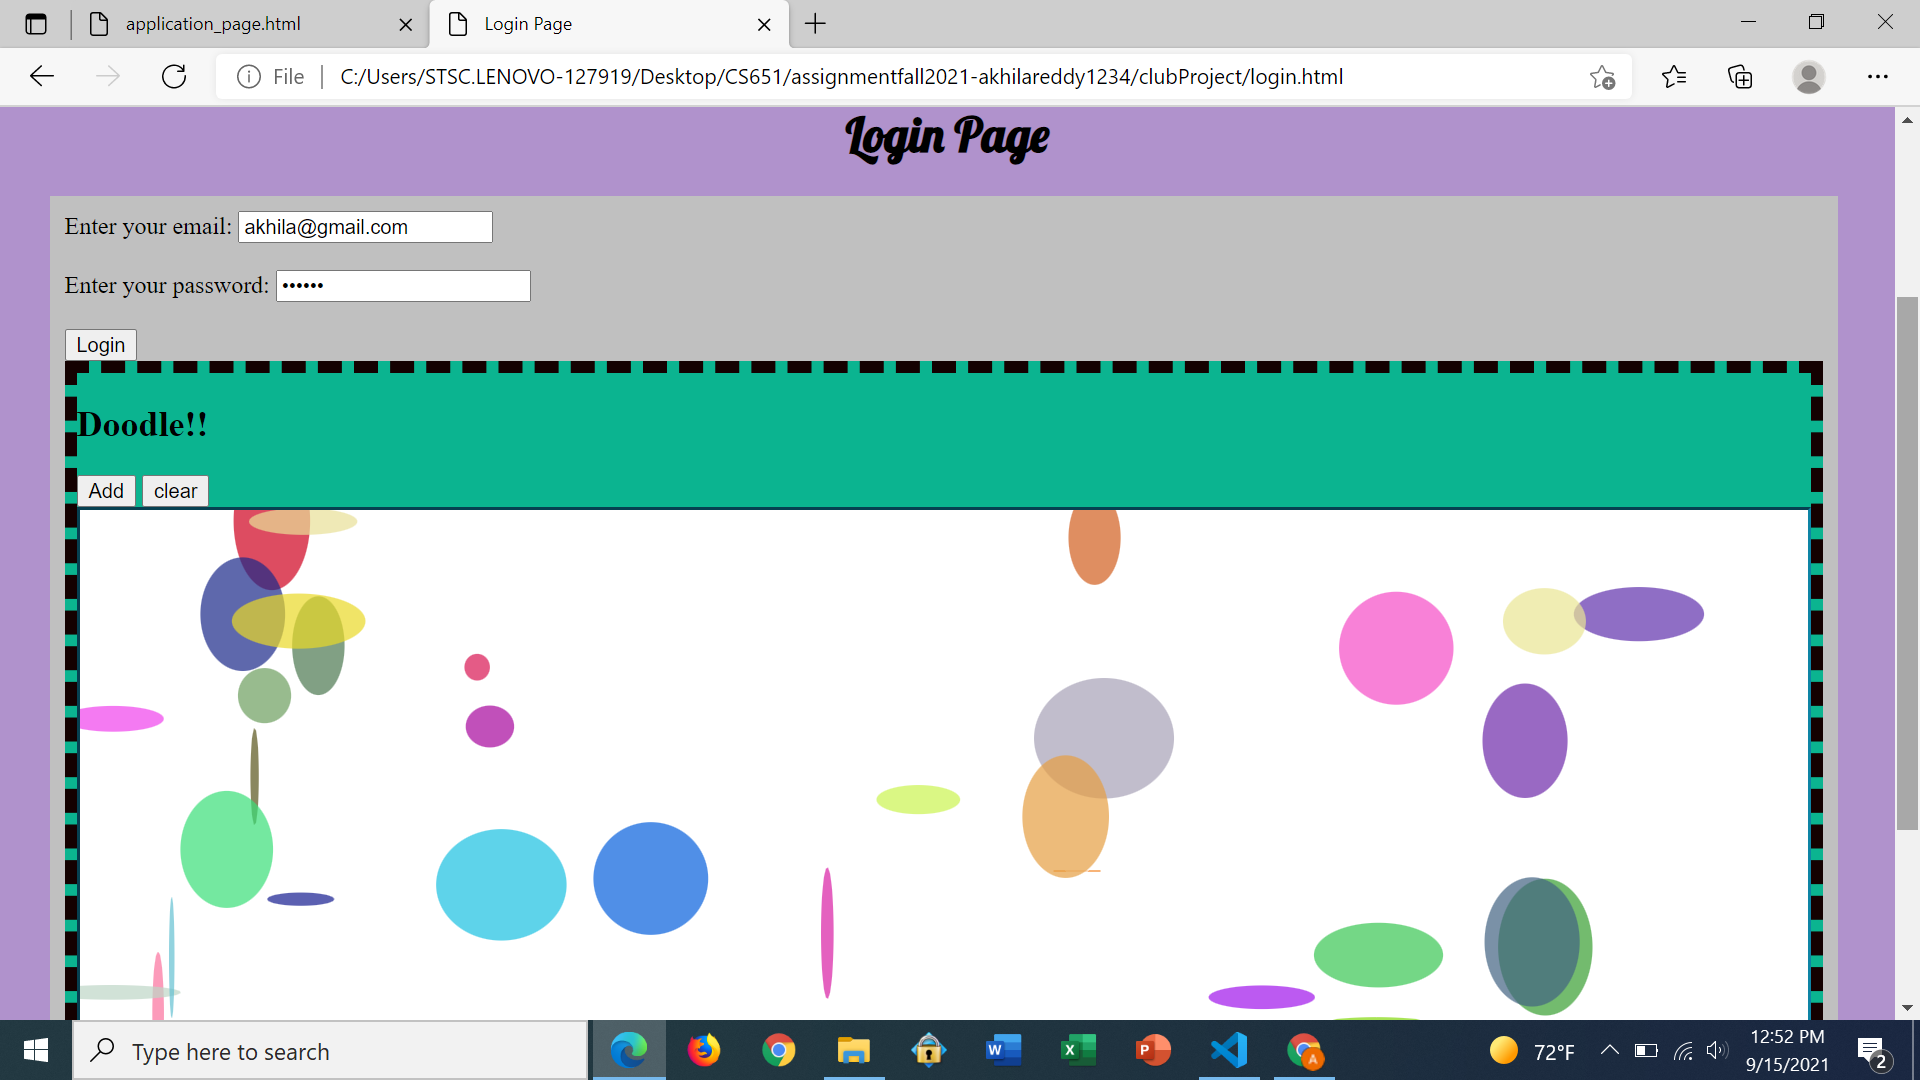 application_page.html
Login Page
File
C:/Users/STSC.LENOVO-127919/Desktop/CS651/assignmentfall2021-akhilareddy1234/clubProject/login.html
Login Page
Enter your email: akhila@gmail.com
Enter your password: ••••••
Login
Doodle!!
Add clear
Type here to search
W
X
P
A
72°F
12:52 PM
9/15/2021
2